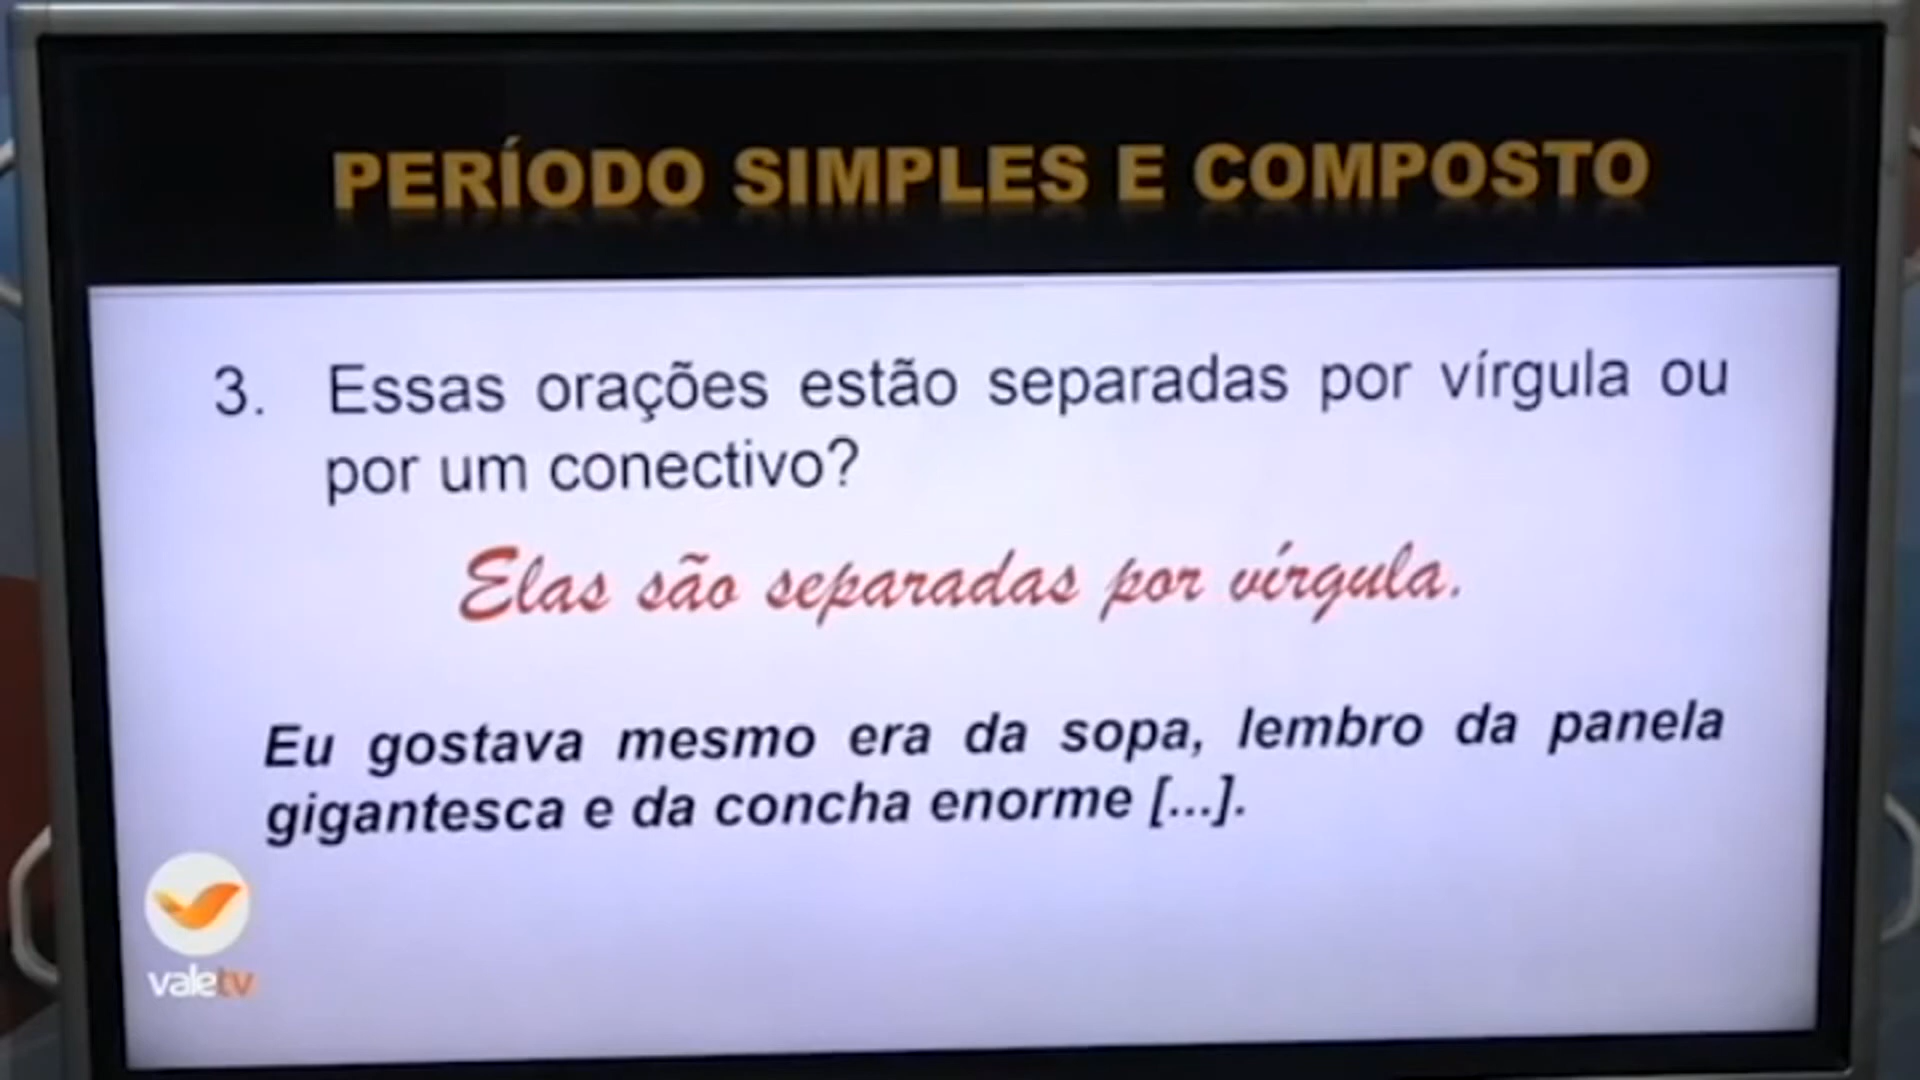 PERÍODO SIMPLES E COMPOSTO
3. Essas orações estão separadas por vírgula ou
por um conectivo?
Elas são separadas por vírgula.
Eu gostava mesmo era da sopa, lembro da panela
gigantesca e da concha enorme [...].
valetv